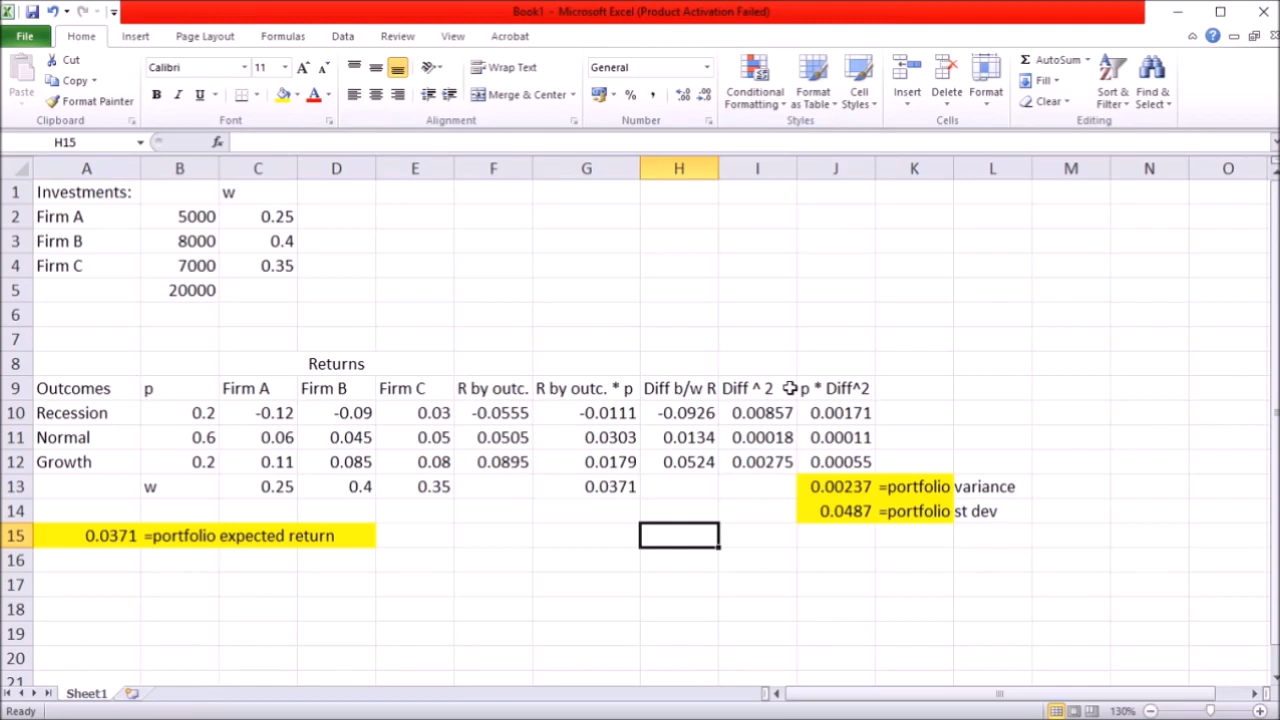 Book1 - Microsoft Excel (Product Activation Failed)
File Home Insert Page Layout Formulas Data Review View Acrobat
Cut
Copy
Format Painter
Paste
Clipboard
Calibri 11
B I U A
Font
Wrap Text
Merge & Center
Alignment
General
% ,
Number
Conditional Formatting
Format as Table
Cell Styles
Styles
Insert Delete Format
Cells
AutoSum
Fill
Clear
Sort & Filter
Find & Select
Editing
H15 fx
A B C D E F G H I J K L M N O
1 Investments: w
2 Firm A 5000 0.25
3 Firm B 8000 0.4
4 Firm C 7000 0.35
5 20000
6
7
8 Returns
9 Outcomes p Firm A Firm B Firm C R by outc. R by outc. * p Diff b/w R Diff ^ 2 p * Diff^2
10 Recession 0.2 -0.12 -0.09 0.03 -0.0555 -0.0111 -0.0926 0.00857 0.00171
11 Normal 0.6 0.06 0.045 0.05 0.0505 0.0303 0.0134 0.00018 0.00011
12 Growth 0.2 0.11 0.085 0.08 0.0895 0.0179 0.0524 0.00275 0.00055
13 w 0.25 0.4 0.35 0.0371 0.00237 =portfolio variance
14 0.0487 =portfolio st dev
15 0.0371 =portfolio expected return
16
17
18
19
20
21
Sheet1
Ready 130%